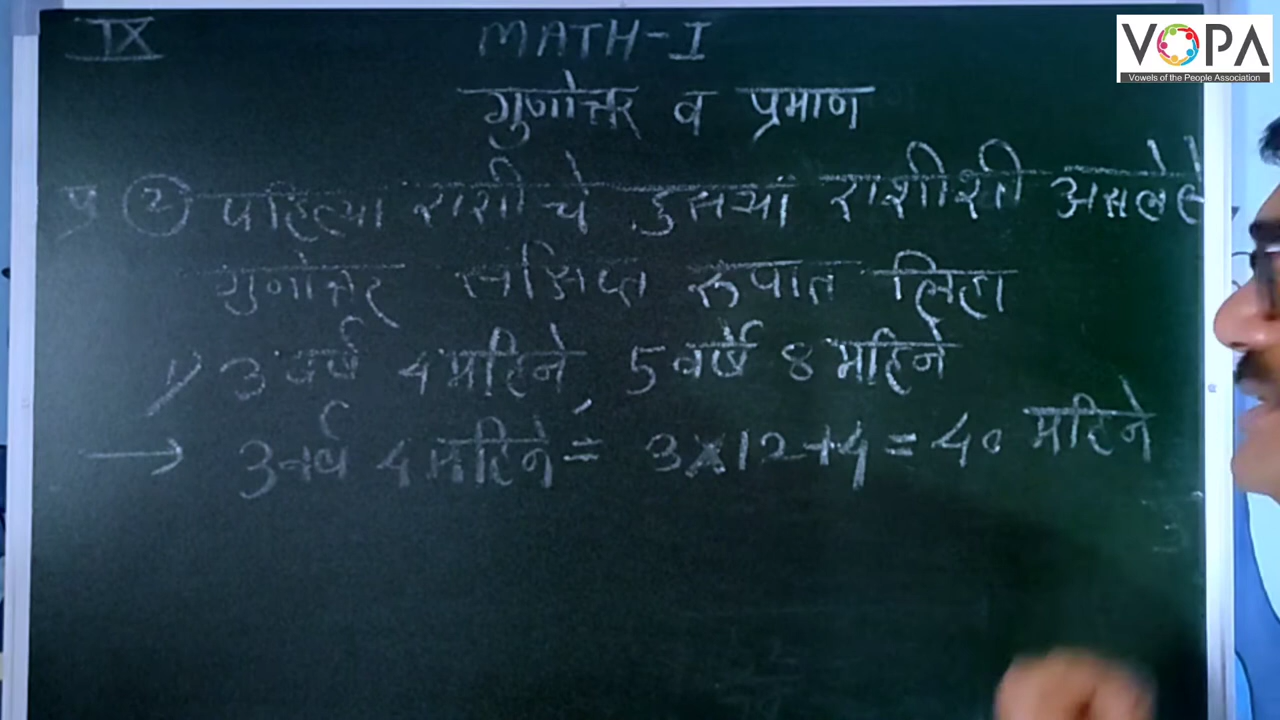 IX
MATH-I
VOPA
Vowels of the People Association
गुणोत्तर व प्रमाण
प्र २ पहिल्या राशीचे दुसऱ्या राशीशी असलेले
गुणोत्तर संक्षिप्त रूपात लिहा
1) 3 वर्षे 4 महिने, 5 वर्षे 8 महिने
→ 3 वर्षे 4 महिने = 3×12+4 = 40 महिने